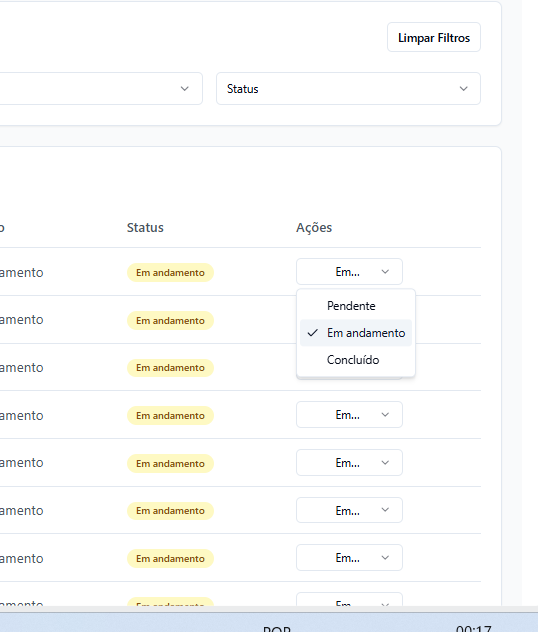 Limpar Filtros
Status
o Status Ações
amento Em andamento Em...
Pendente
amento Em andamento
Em andamento
amento Em andamento
Concluído
amento Em andamento Em...
amento Em andamento Em...
amento Em andamento Em...
amento Em andamento Em...
amento Em andamento Em...
POR 00:17